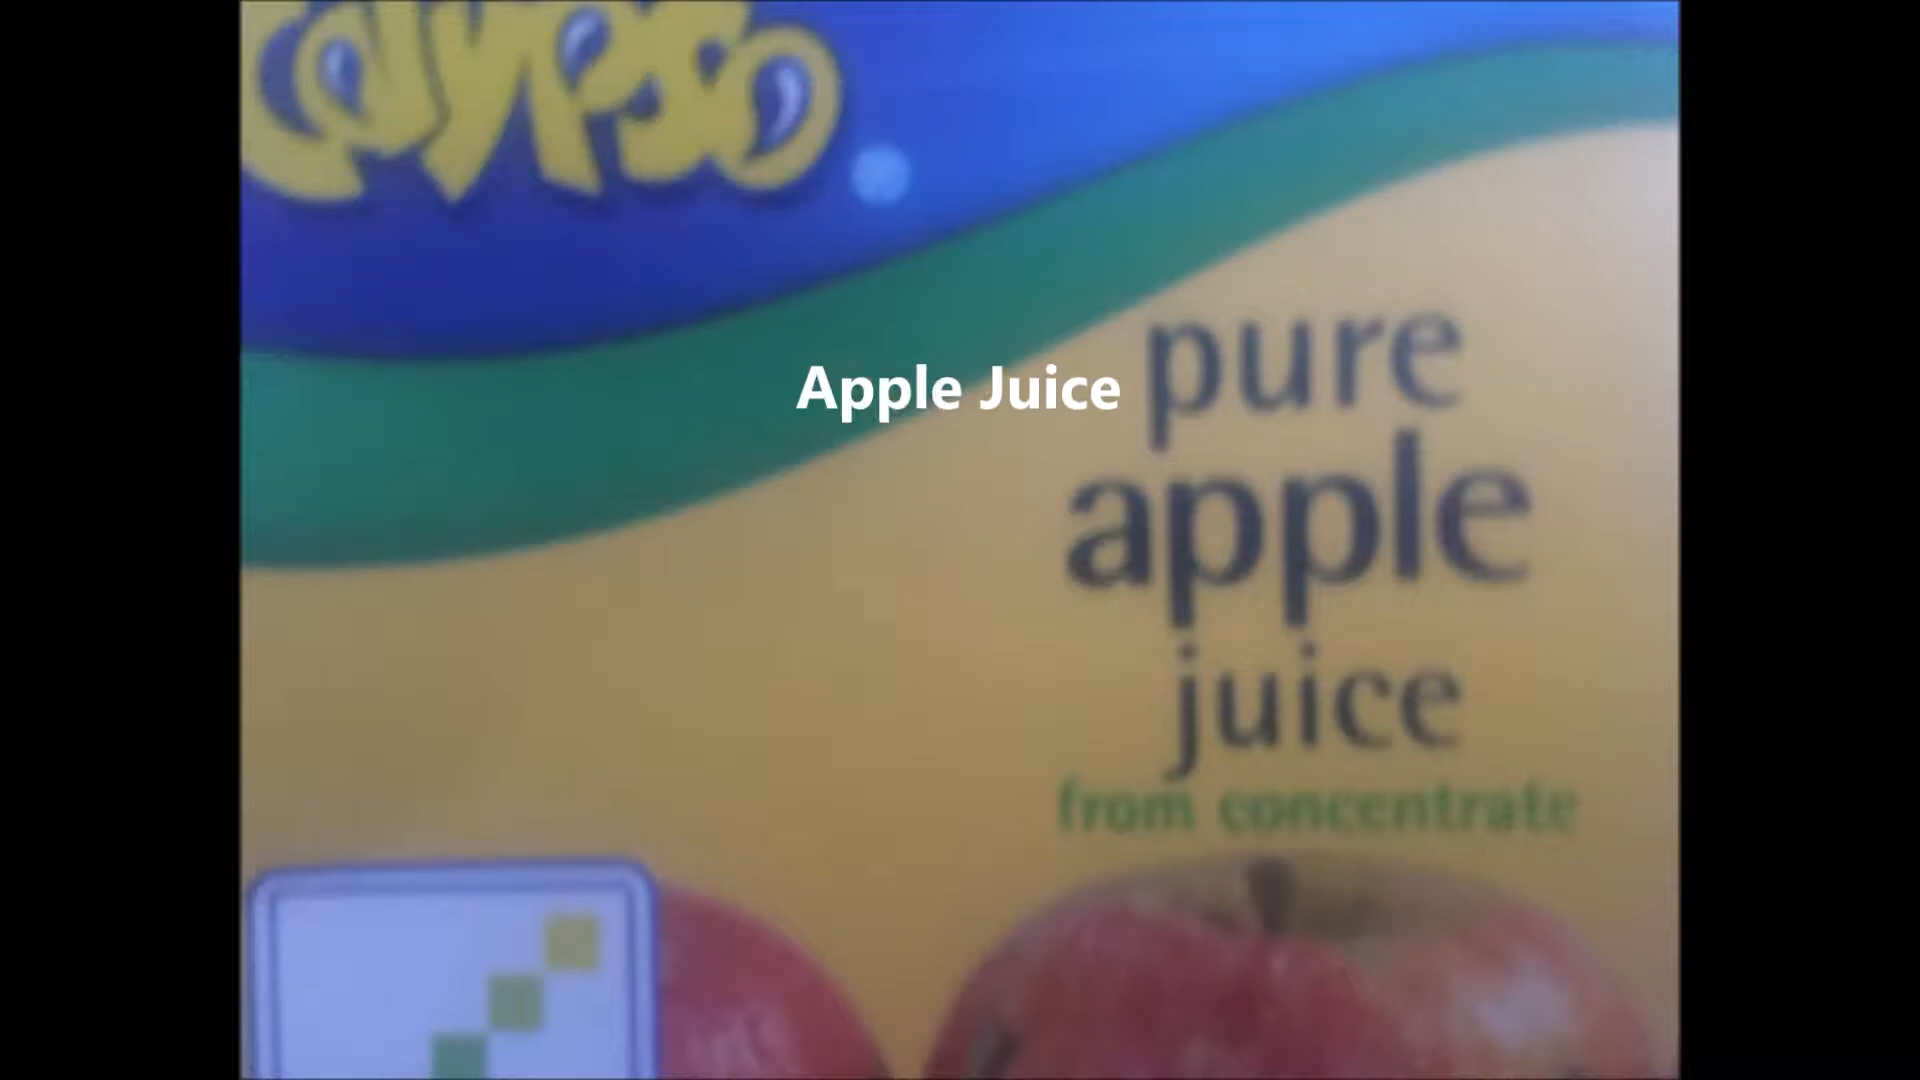 Calypso
Apple Juice
pure
apple
juice
from concentrate